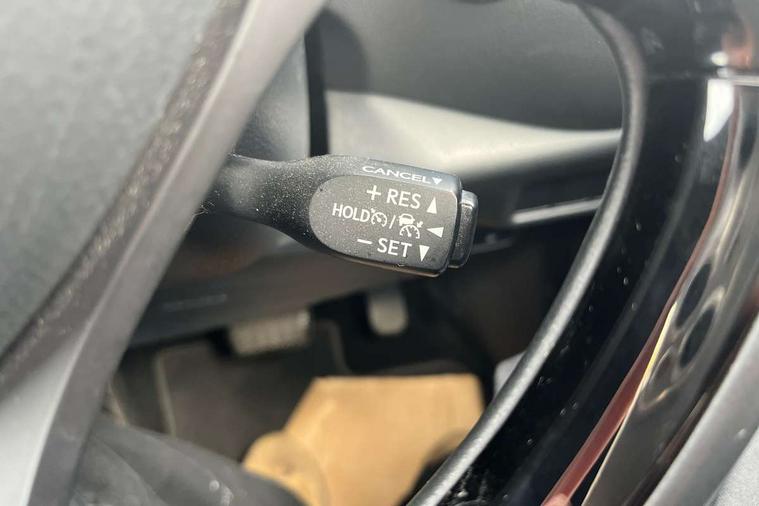 CANCEL
+ RES
HOLD /
− SET